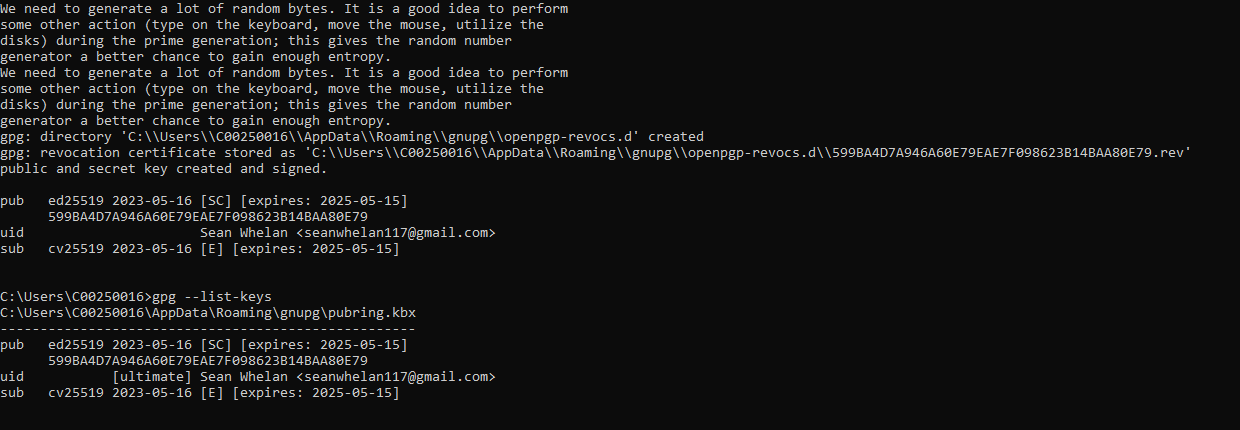 We need to generate a lot of random bytes. It is a good idea to perform
some other action (type on the keyboard, move the mouse, utilize the
disks) during the prime generation; this gives the random number
generator a better chance to gain enough entropy.
We need to generate a lot of random bytes. It is a good idea to perform
some other action (type on the keyboard, move the mouse, utilize the
disks) during the prime generation; this gives the random number
generator a better chance to gain enough entropy.
gpg: directory 'C:\\Users\\C00250016\\AppData\\Roaming\\gnupg\\openpgp-revocs.d' created
gpg: revocation certificate stored as 'C:\\Users\\C00250016\\AppData\\Roaming\\gnupg\\openpgp-revocs.d\\599BA4D7A946A60E79EAE7F098623B14BAA80E79.rev'
public and secret key created and signed.

pub   ed25519 2023-05-16 [SC] [expires: 2025-05-15]
      599BA4D7A946A60E79EAE7F098623B14BAA80E79
uid                      Sean Whelan <seanwhelan117@gmail.com>
sub   cv25519 2023-05-16 [E] [expires: 2025-05-15]

C:\Users\C00250016>gpg --list-keys
C:\Users\C00250016\AppData\Roaming\gnupg\pubring.kbx
----------------------------------------------------
pub   ed25519 2023-05-16 [SC] [expires: 2025-05-15]
      599BA4D7A946A60E79EAE7F098623B14BAA80E79
uid           [ultimate] Sean Whelan <seanwhelan117@gmail.com>
sub   cv25519 2023-05-16 [E] [expires: 2025-05-15]